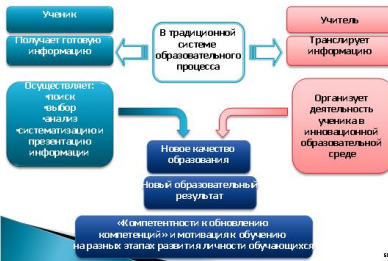 Ученик
Учитель
В традиционной
системе
образовательного
процесса
Получает готовую
информацию
Транслирует
информацию
Осуществляет:
•поиск
•выбор
•анализ
•систематизацию и
презентацию
информации
Организует
деятельность
ученика в
инновационной
образовательной
среде
Новое качество
образования
Новый образовательный
результат
«Компетентности к обновлению
компетенций» и мотивация к обучению
на разных этапах развития личности обучающихся